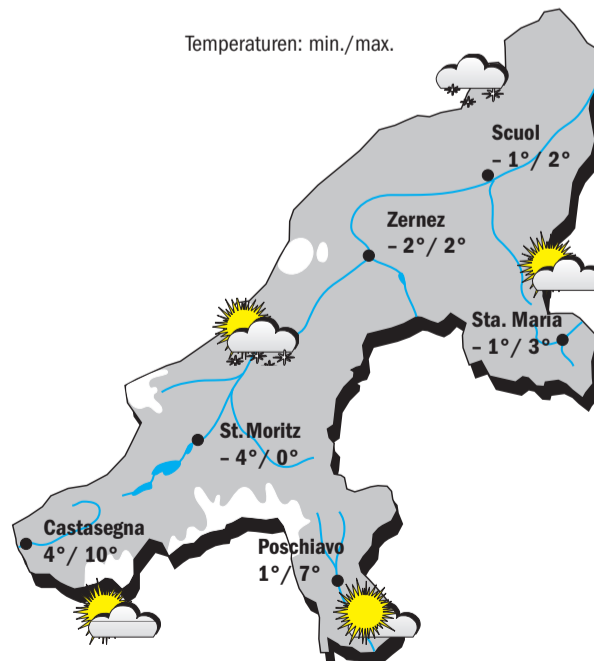 Temperaturen: min./max.
Scuol
– 1°/ 2°
Zernez
– 2°/ 2°
Sta. Maria
– 1°/ 3°
St. Moritz
– 4°/ 0°
Castasegna
4°/ 10°
Poschiavo
1°/ 7°